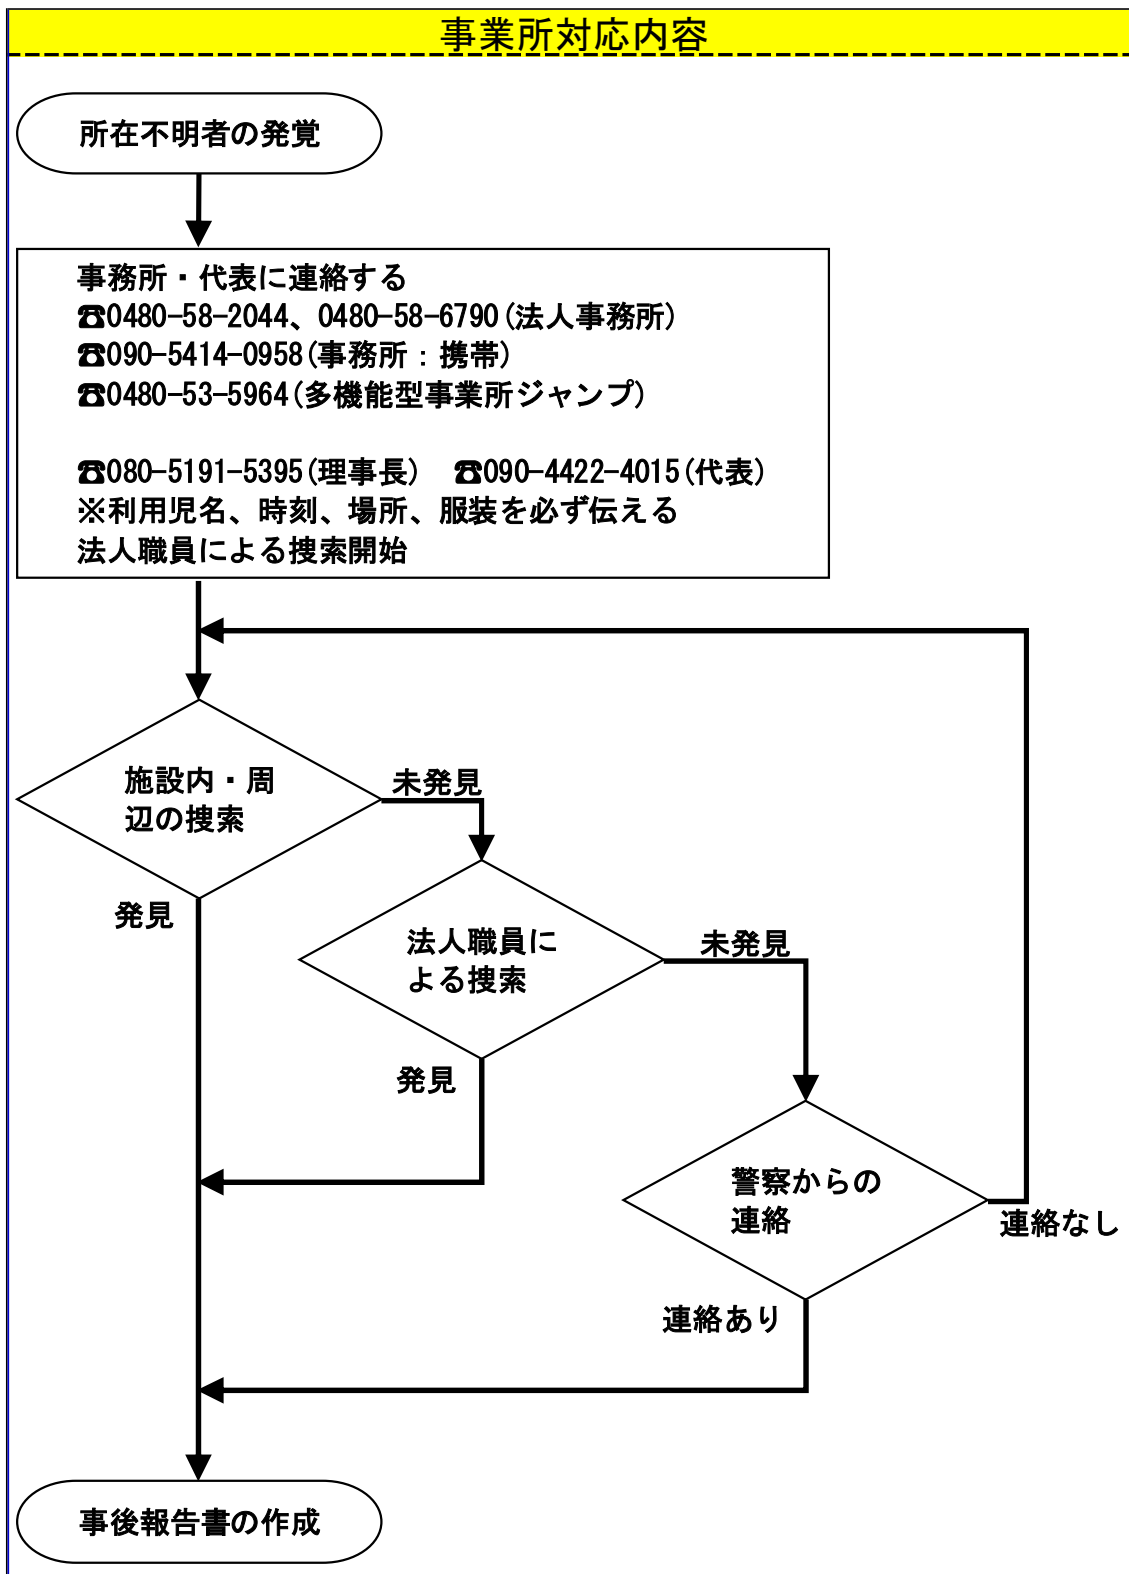 事業所対応内容
所在不明者の発覚
事務所・代表に連絡する
☎0480-58-2044、0480-58-6790(法人事務所)
☎090-5414-0958(事務所：携帯)
☎0480-53-5964(多機能型事業所ジャンプ)
☎080-5191-5395(理事長)　☎090-4422-4015(代表)
※利用児名、時刻、場所、服装を必ず伝える
法人職員による捜索開始
施設内・周
辺の捜索
未発見
発見
法人職員に
よる捜索
未発見
発見
警察からの
連絡
連絡なし
連絡あり
事後報告書の作成